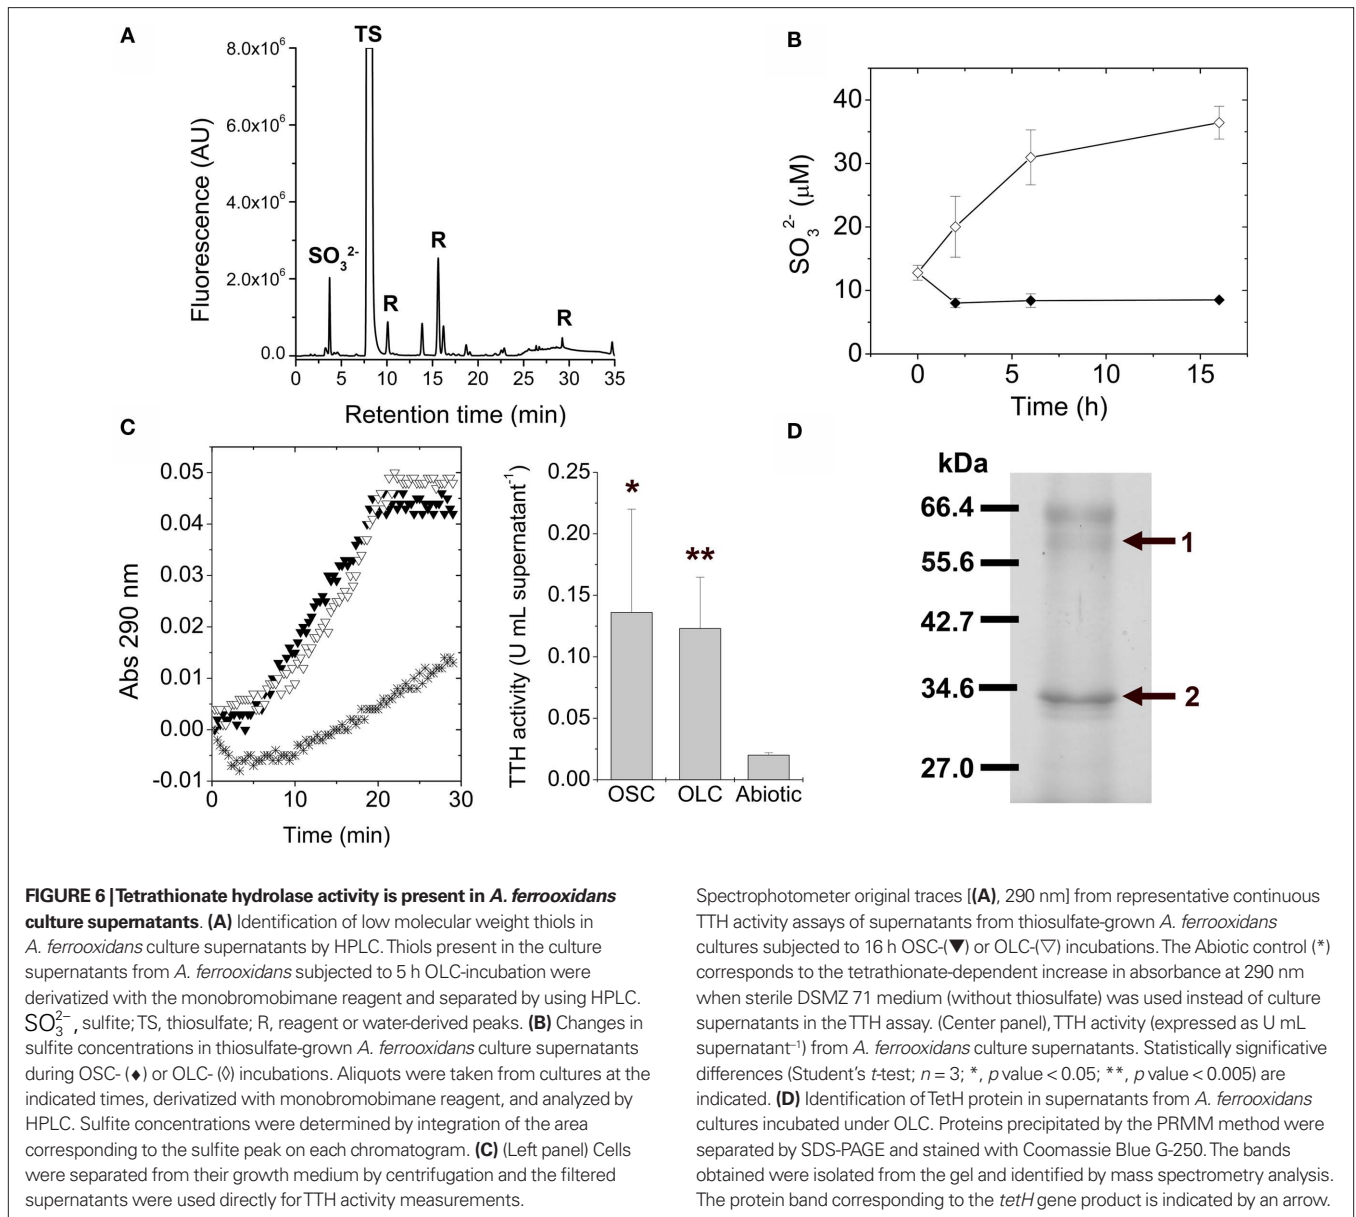 A
TS
8.0x10⁶
6.0x10⁶
4.0x10⁶
2.0x10⁶
0.0
Fluorescence (AU)
SO₃²⁻
R
R
R
0 5 10 15 20 25 30 35
Retention time (min)
B
40
30
20
10
0
SO₃²⁻ (μM)
0 5 10 15
Time (h)
C
0.05
0.04
0.03
0.02
0.01
0.00
-0.01
Abs 290 nm
0 10 20 30
Time (min)
0.25
0.20
0.15
0.10
0.05
0.00
TTH activity (U mL supernatant⁻¹)
*
**
OSC OLC Abiotic
D
kDa
66.4
55.6
42.7
34.6
27.0
1
2
FIGURE 6 | Tetrathionate hydrolase activity is present in A. ferrooxidans
culture supernatants. (A) Identification of low molecular weight thiols in
A. ferrooxidans culture supernatants by HPLC. Thiols present in the culture
supernatants from A. ferrooxidans subjected to 5 h OLC-incubation were
derivatized with the monobromobimane reagent and separated by using HPLC.
SO₃²⁻, sulfite; TS, thiosulfate; R, reagent or water-derived peaks. (B) Changes in
sulfite concentrations in thiosulfate-grown A. ferrooxidans culture supernatants
during OSC- (♦) or OLC- (◊) incubations. Aliquots were taken from cultures at the
indicated times, derivatized with monobromobimane reagent, and analyzed by
HPLC. Sulfite concentrations were determined by integration of the area
corresponding to the sulfite peak on each chromatogram. (C) (Left panel) Cells
were separated from their growth medium by centrifugation and the filtered
supernatants were used directly for TTH activity measurements.
Spectrophotometer original traces [(A), 290 nm] from representative continuous
TTH activity assays of supernatants from thiosulfate-grown A. ferrooxidans
cultures subjected to 16 h OSC-(▼) or OLC-(▽) incubations. The Abiotic control (*)
corresponds to the tetrathionate-dependent increase in absorbance at 290 nm
when sterile DSMZ 71 medium (without thiosulfate) was used instead of culture
supernatants in the TTH assay. (Center panel), TTH activity (expressed as U mL
supernatant⁻¹) from A. ferrooxidans culture supernatants. Statistically significative
differences (Student's t-test; n = 3; *, p value < 0.05; **, p value < 0.005) are
indicated. (D) Identification of TetH protein in supernatants from A. ferrooxidans
cultures incubated under OLC. Proteins precipitated by the PRMM method were
separated by SDS-PAGE and stained with Coomassie Blue G-250. The bands
obtained were isolated from the gel and identified by mass spectrometry analysis.
The protein band corresponding to the tetH gene product is indicated by an arrow.